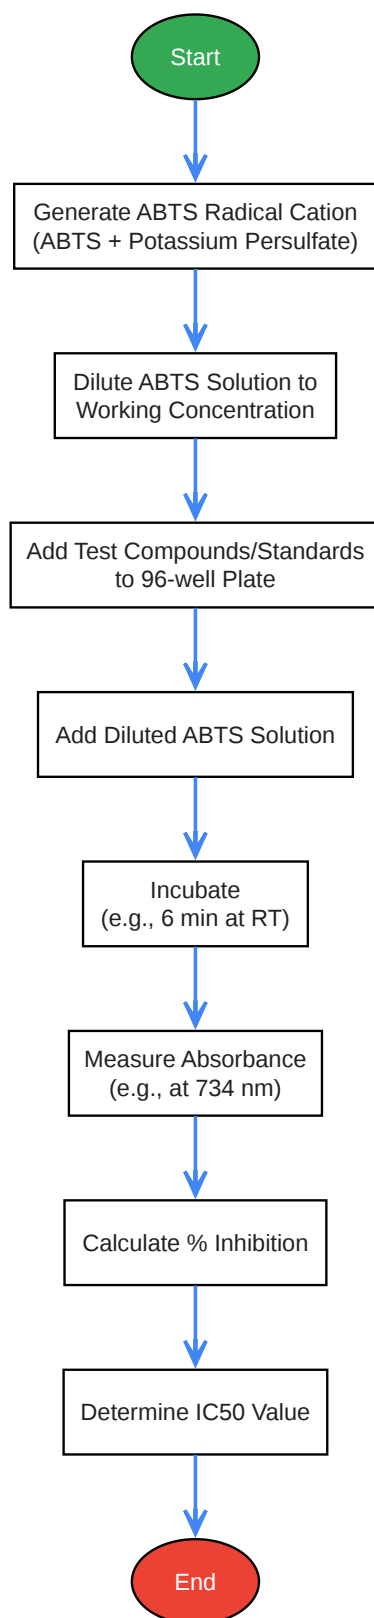 Start
Generate ABTS Radical Cation
(ABTS + Potassium Persulfate)
Dilute ABTS Solution to
Working Concentration
Add Test Compounds/Standards
to 96-well Plate
Add Diluted ABTS Solution
Incubate
(e.g., 6 min at RT)
Measure Absorbance
(e.g., at 734 nm)
Calculate % Inhibition
Determine IC50 Value
End